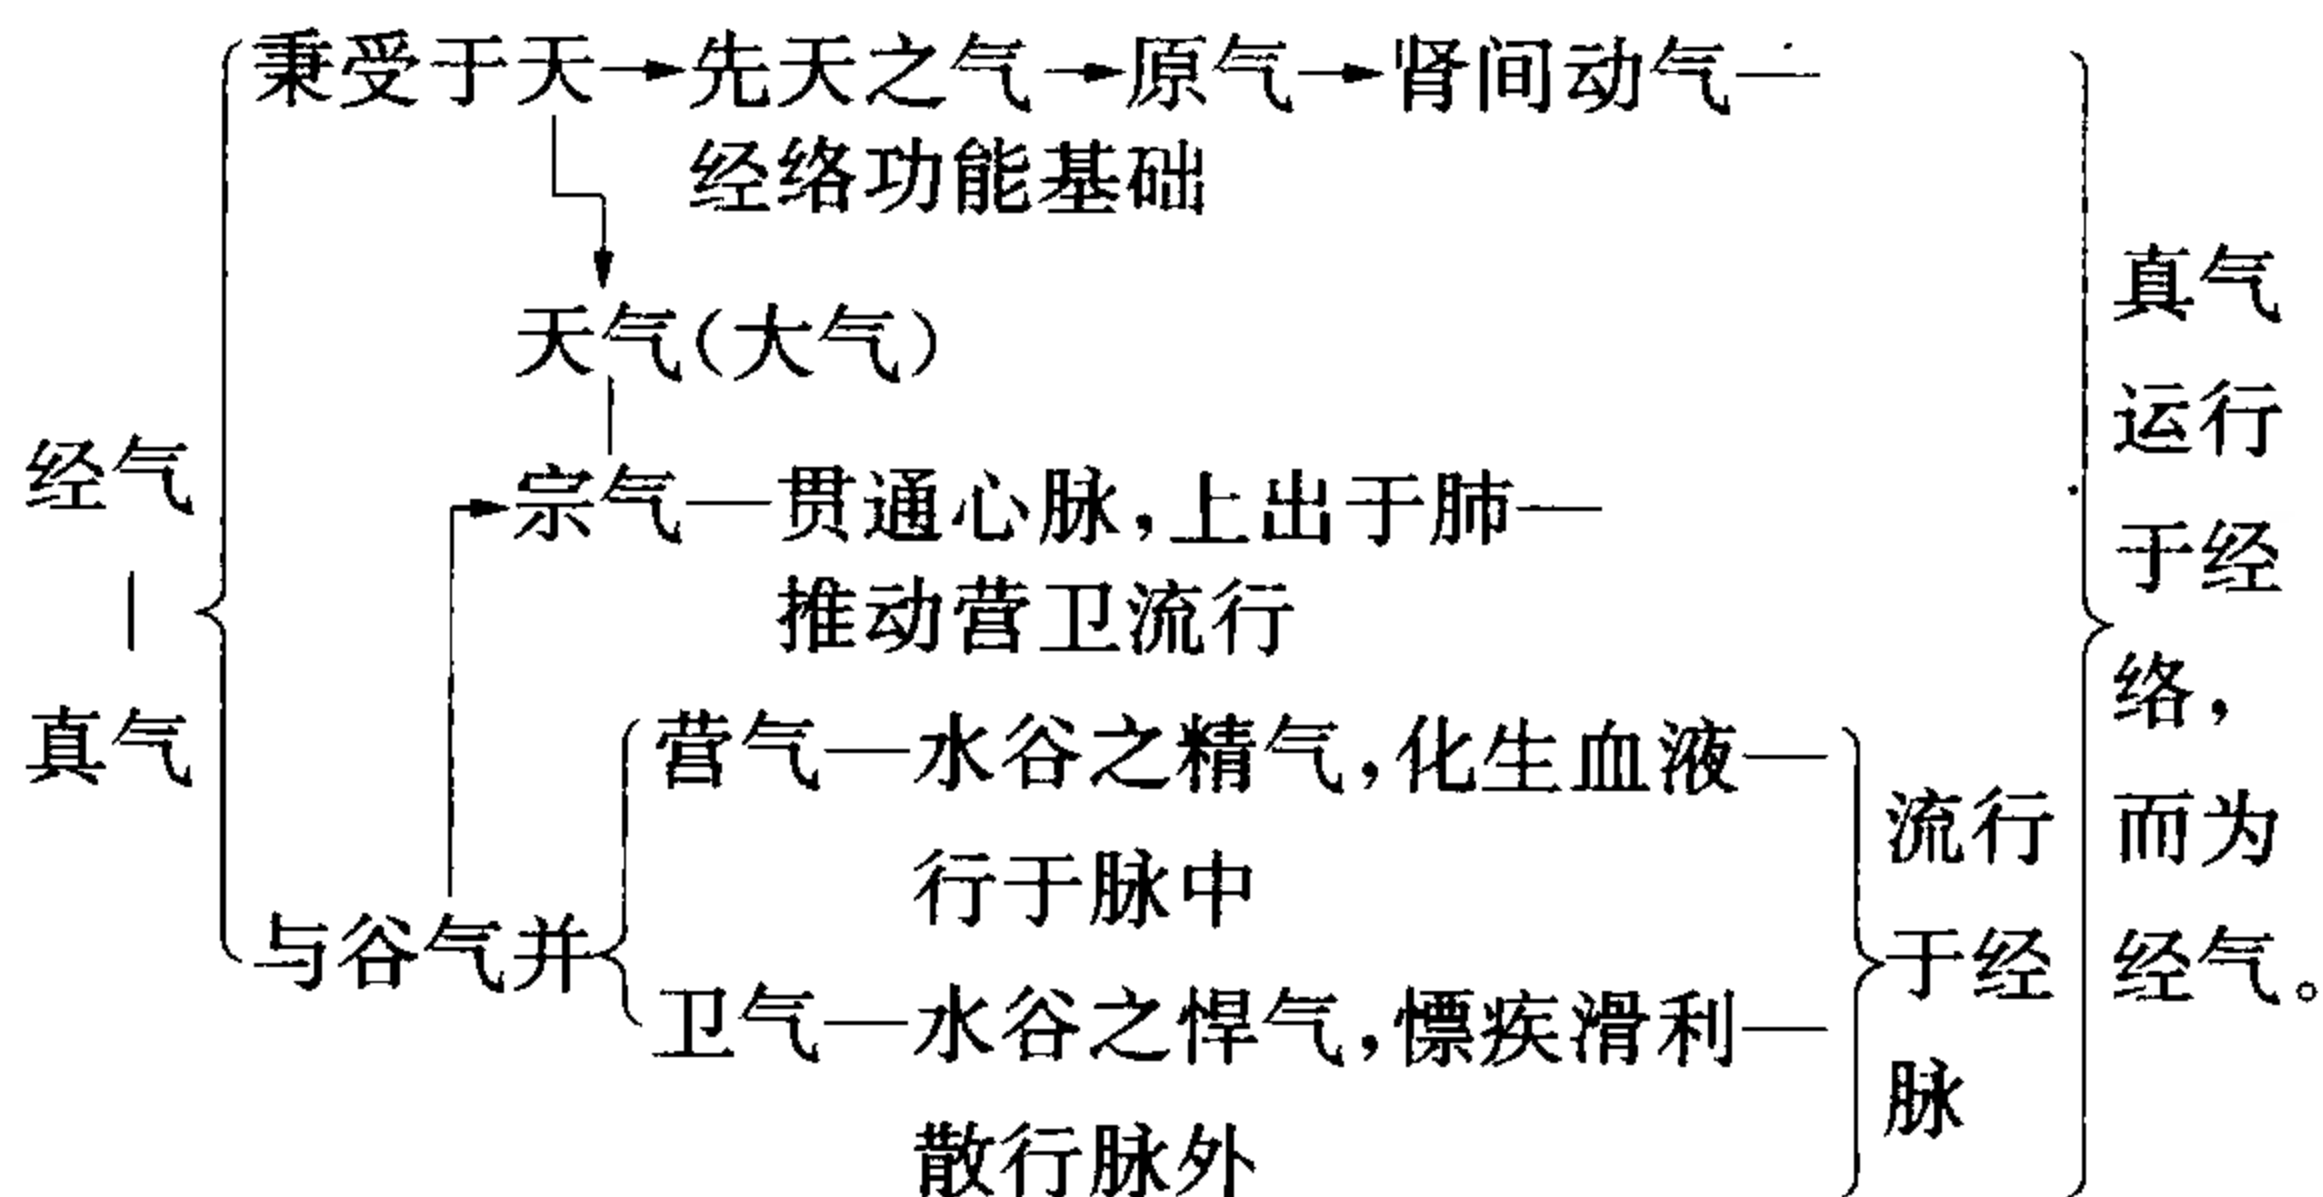 秉受于天→先天之气→原气→肾间动气—
经络功能基础
天气(大气)
宗气—贯通心脉,上出于肺—
推动营卫流行
经气
|
真气
与谷气并
营气—水谷之精气,化生血液—
行于脉中
卫气—水谷之悍气,慓疾滑利—
散行脉外
流行
于经
脉
真气
运行
于经
络,
而为
经气。